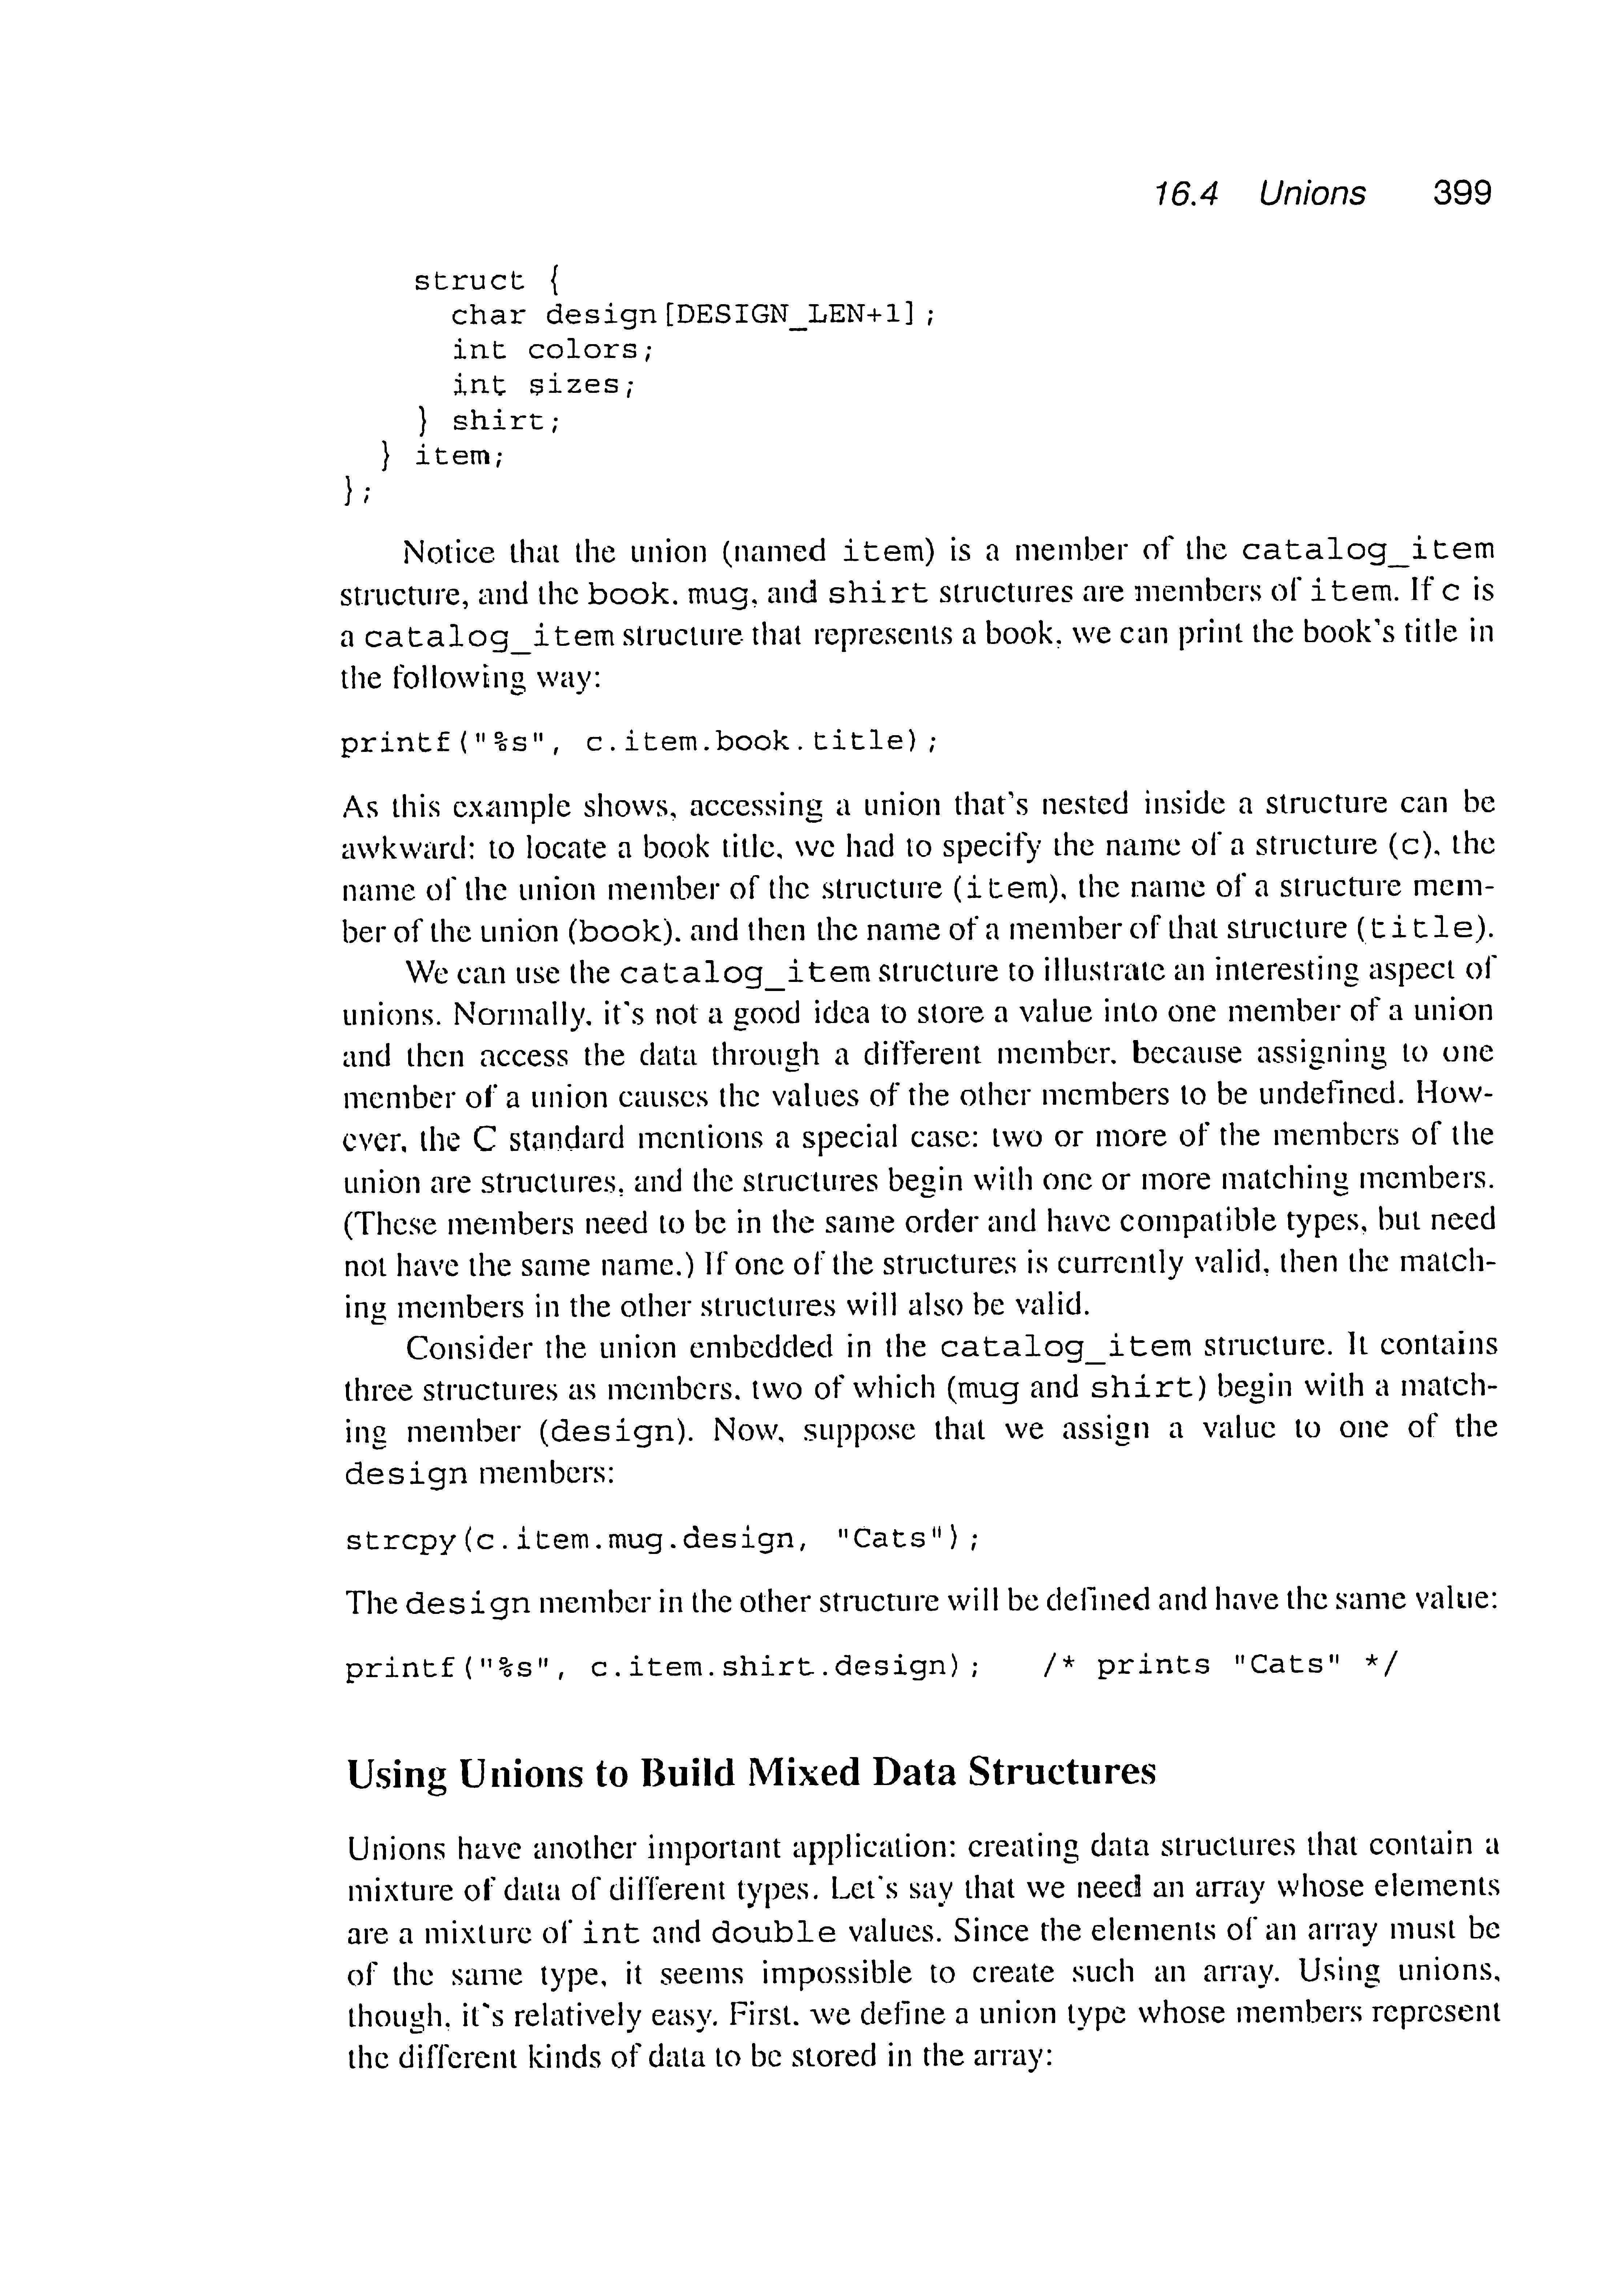 16.4 Unions 399
struct {
char design[DESIGN_LEN+1];
int colors;
int sizes;
} shirt;
} item;
};
Notice that the union (named item) is a member of the catalog_item
structure, and the book, mug, and shirt structures are members of item. If c is
a catalog_item structure that represents a book, we can print the book's title in
the following way:
printf("%s", c.item.book.title);
As this example shows, accessing a union that's nested inside a structure can be
awkward: to locate a book title, we had to specify the name of a structure (c), the
name of the union member of the structure (item), the name of a structure mem-
ber of the union (book), and then the name of a member of that structure (title).
We can use the catalog_item structure to illustrate an interesting aspect of
unions. Normally, it's not a good idea to store a value into one member of a union
and then access the data through a different member, because assigning to one
member of a union causes the values of the other members to be undefined. How-
ever, the C standard mentions a special case: two or more of the members of the
union are structures, and the structures begin with one or more matching members.
(These members need to be in the same order and have compatible types, but need
not have the same name.) If one of the structures is currently valid, then the match-
ing members in the other structures will also be valid.
Consider the union embedded in the catalog_item structure. It contains
three structures as members, two of which (mug and shirt) begin with a match-
ing member (design). Now, suppose that we assign a value to one of the
design members:
strcpy(c.item.mug.design, "Cats");
The design member in the other structure will be defined and have the same value:
printf("%s", c.item.shirt.design); /* prints "Cats" */
Using Unions to Build Mixed Data Structures
Unions have another important application: creating data structures that contain a
mixture of data of different types. Let's say that we need an array whose elements
are a mixture of int and double values. Since the elements of an array must be
of the same type, it seems impossible to create such an array. Using unions,
though, it's relatively easy. First, we define a union type whose members represent
the different kinds of data to be stored in the array: